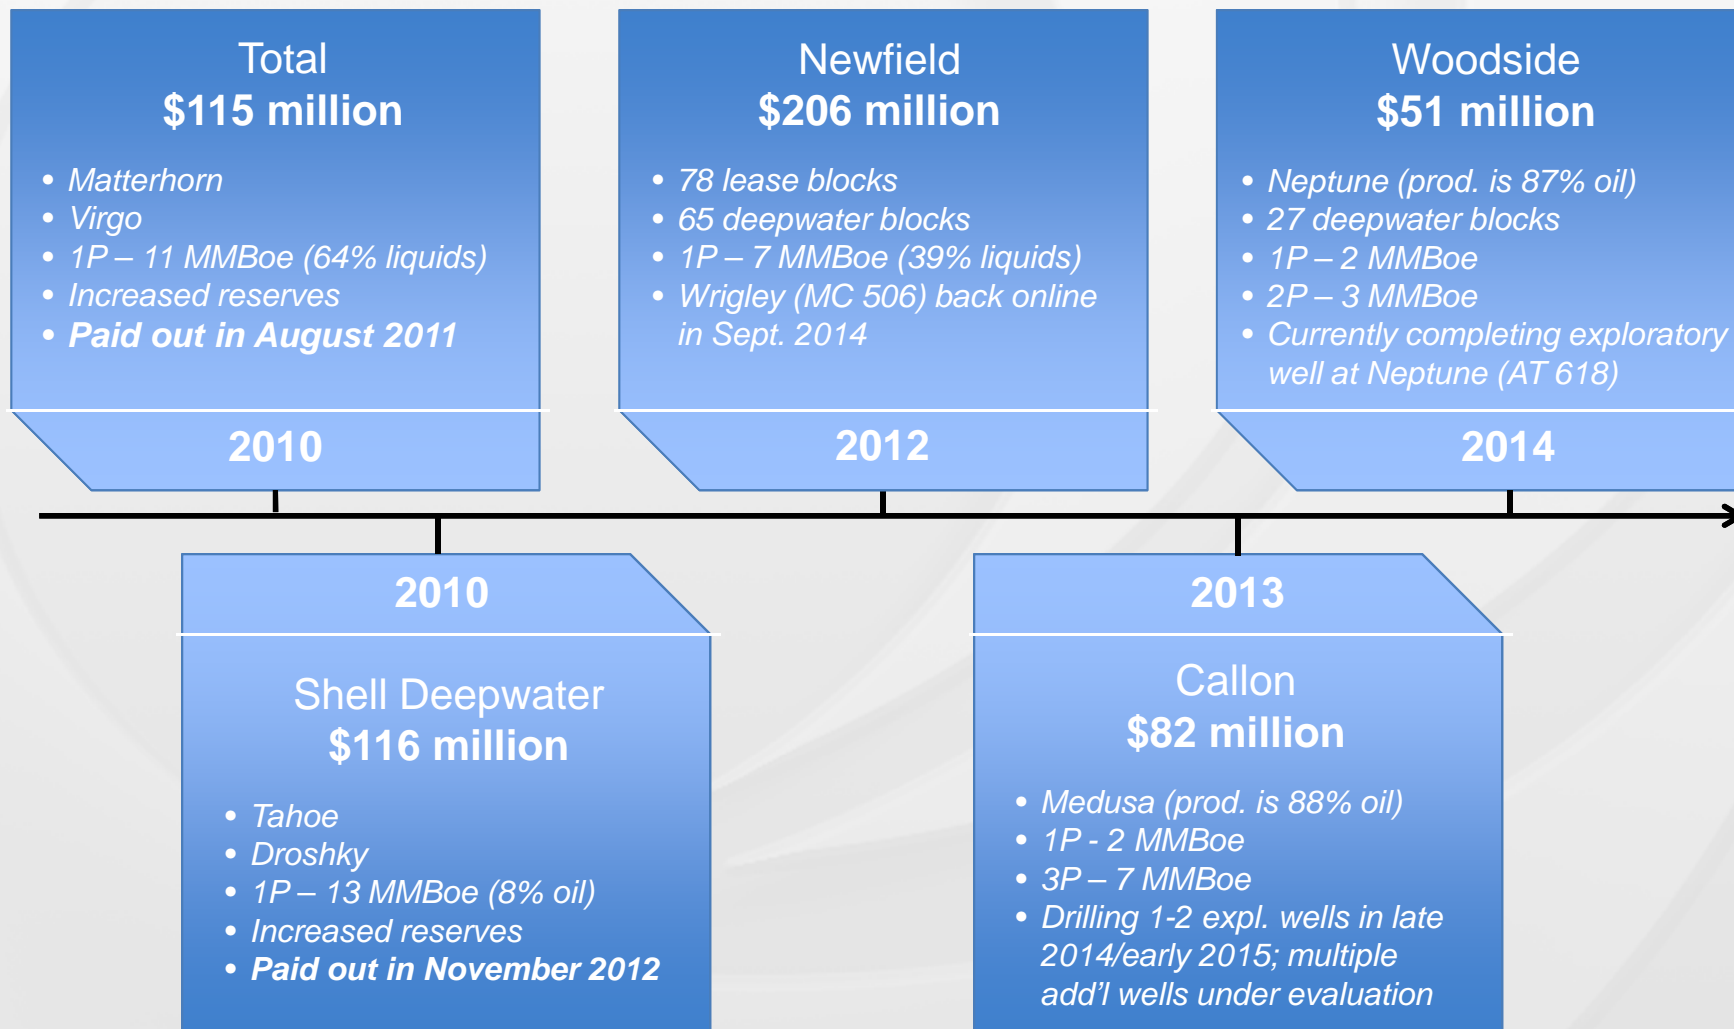 Total
$115 million
• Matterhorn
• Virgo
• 1P – 11 MMBoe (64% liquids)
• Increased reserves
• Paid out in August 2011
2010
Newfield
$206 million
• 78 lease blocks
• 65 deepwater blocks
• 1P – 7 MMBoe (39% liquids)
• Wrigley (MC 506) back online
in Sept. 2014
2012
Woodside
$51 million
• Neptune (prod. is 87% oil)
• 27 deepwater blocks
• 1P – 2 MMBoe
• 2P – 3 MMBoe
• Currently completing exploratory
well at Neptune (AT 618)
2014
2010
Shell Deepwater
$116 million
• Tahoe
• Droshky
• 1P – 13 MMBoe (8% oil)
• Increased reserves
• Paid out in November 2012
2013
Callon
$82 million
• Medusa (prod. is 88% oil)
• 1P - 2 MMBoe
• 3P – 7 MMBoe
• Drilling 1-2 expl. wells in late
2014/early 2015; multiple
add’l wells under evaluation